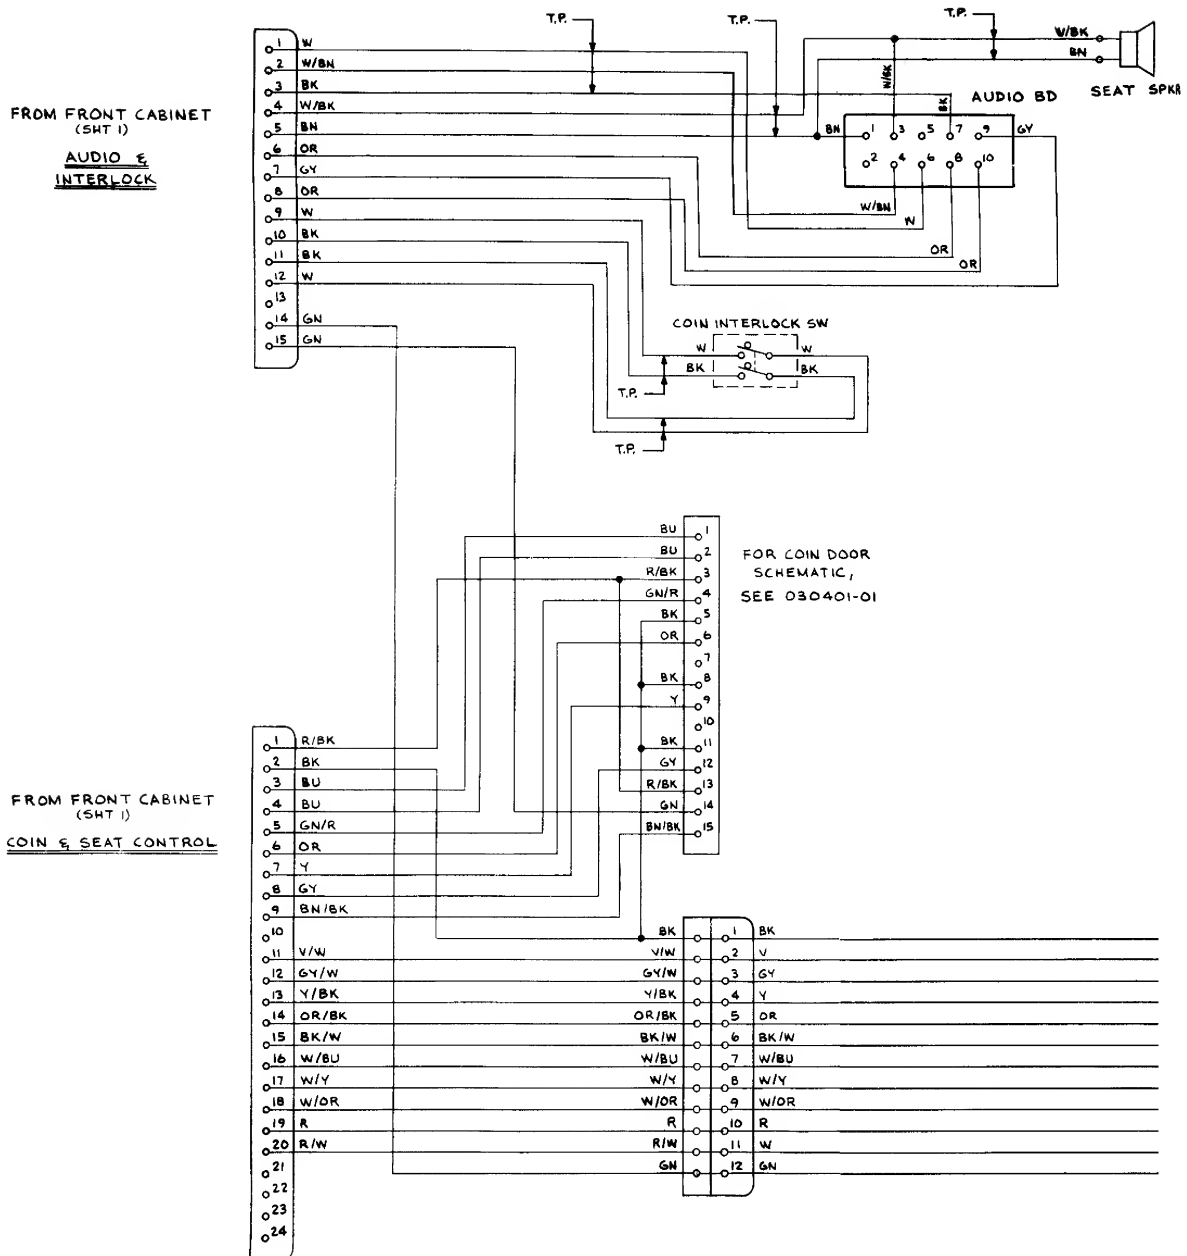 T.P.
T.P.
T.P.
W/BK
BN
SEAT SPKR
FROM FRONT CABINET
(SHT 1)
AUDIO &
INTERLOCK
1 W
2 W/BN
3 BK
4 W/BK
5 BN
6 OR
7 GY
8 OR
9 W
10 BK
11 BK
12 W
13
14 GN
15 GN
AUDIO BD
W/BK
BK
BN
1 3 5 7 9
GY
2 4 6 8 10
W/BN
W
OR
OR
COIN INTERLOCK SW
W
W
BK
BK
T.P.
T.P.
BU 1
BU 2
R/BK 3
GN/R 4
BK 5
OR 6
7
BK 8
Y 9
10
BK 11
GY 12
R/BK 13
GN 14
BN/BK 15
FOR COIN DOOR
SCHEMATIC,
SEE 030401-01
FROM FRONT CABINET
(SHT 1)
COIN & SEAT CONTROL
1 R/BK
2 BK
3 BU
4 BU
5 GN/R
6 OR
7 Y
8 GY
9 BN/BK
10
11 V/W
12 GY/W
13 Y/BK
14 OR/BK
15 BK/W
16 W/BU
17 W/Y
18 W/OR
19 R
20 R/W
21
22
23
24
BK 1 BK
V/W 2 V
GY/W 3 GY
Y/BK 4 Y
OR/BK 5 OR
BK/W 6 BK/W
W/BU 7 W/BU
W/Y 8 W/Y
W/OR 9 W/OR
R 10 R
R/W 11 W
GN 12 GN